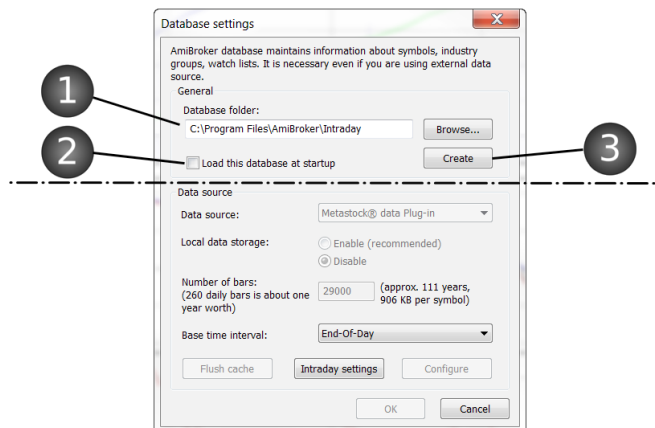 Database settings
AmiBroker database maintains information about symbols, industry
groups, watch lists. It is necessary even if you are using external data
source.
General
Database folder:
C:\Program Files\AmiBroker\Intraday
Browse...
Load this database at startup
Create
1
2
3
Data source
Data source:
Metastock® data Plug-in
Local data storage:
Enable (recommended)
Disable
Number of bars:
(260 daily bars is about one
year worth)
29000
(approx. 111 years,
906 KB per symbol)
Base time interval:
End-Of-Day
Flush cache
Intraday settings
Configure
OK
Cancel